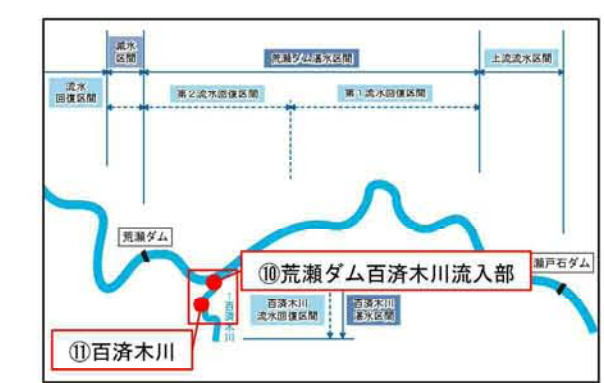 減水
区間
荒瀬ダム湛水区間
上流流水区間
流水
回復区間
第2流水回復区間
第1流水回復区間
荒瀬ダム
瀬戸石ダム
⑩荒瀬ダム百済木川流入部
↑百済木川
百済木川
流水回復区間
百済木川
湛水区間
⑪百済木川